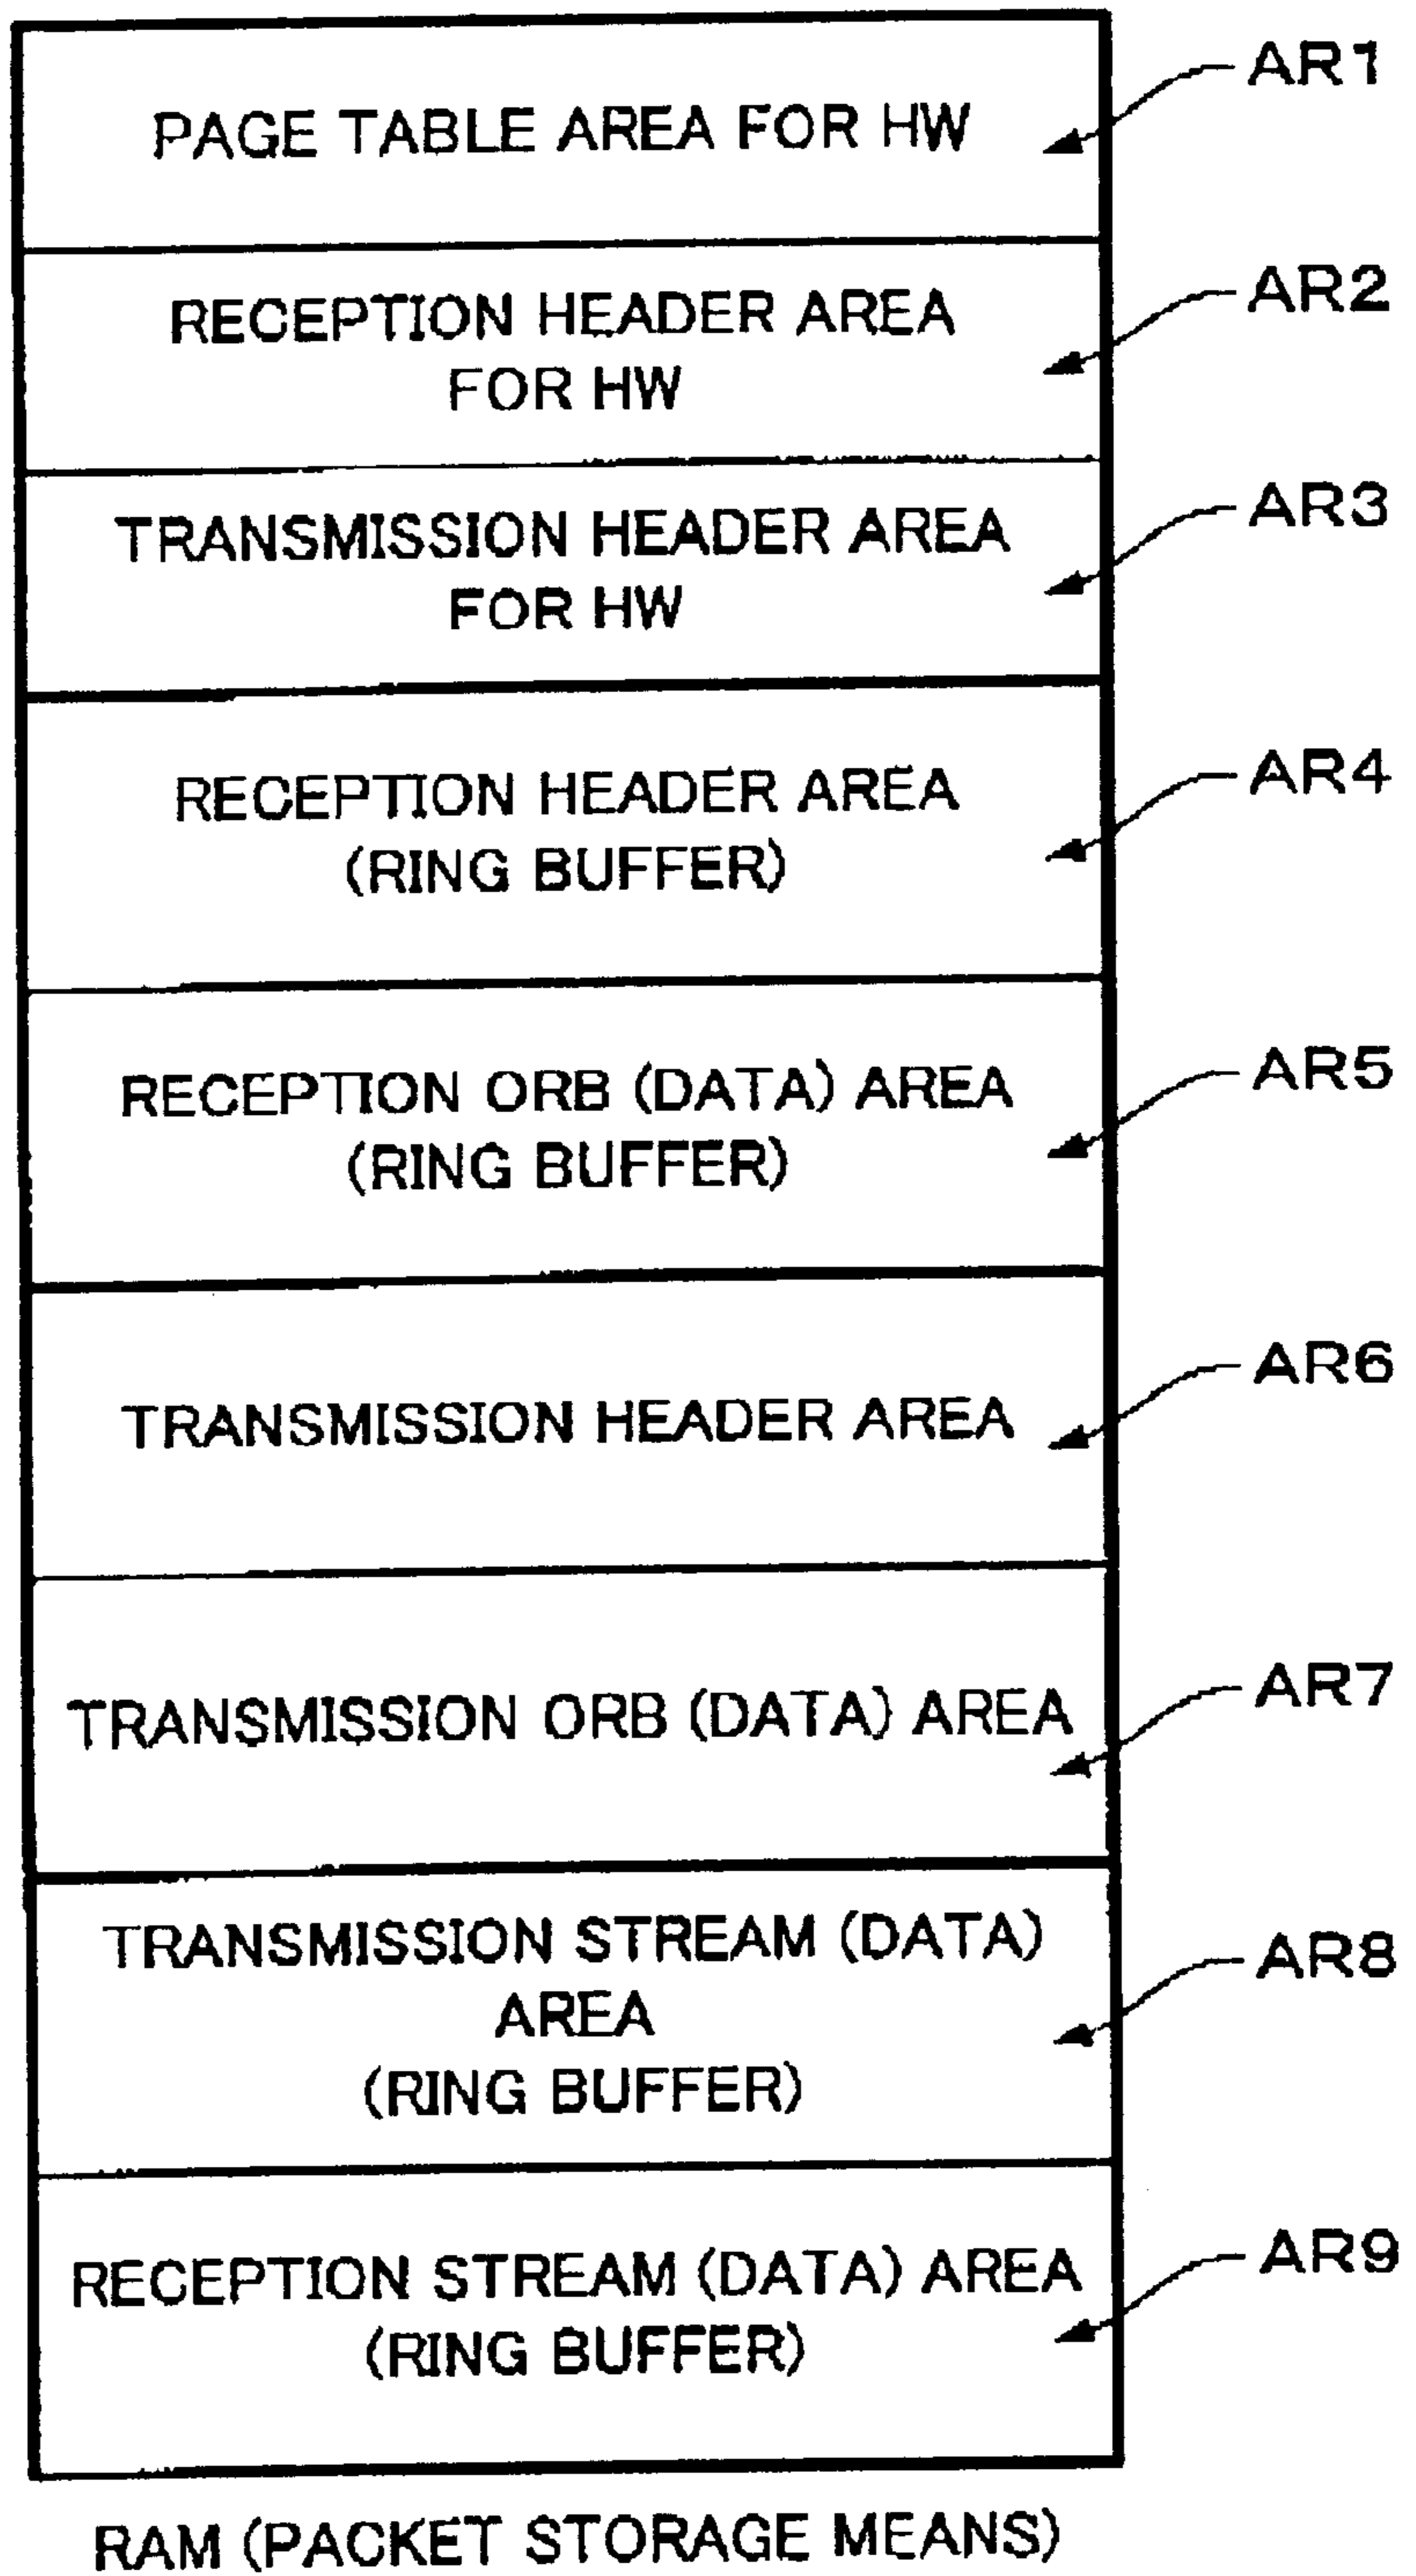 PAGE TABLE AREA FOR HW
AR1
RECEPTION HEADER AREA
FOR HW
AR2
TRANSMISSION HEADER AREA
FOR HW
AR3
RECEPTION HEADER AREA
(RING BUFFER)
AR4
RECEPTION ORB (DATA) AREA
(RING BUFFER)
AR5
TRANSMISSION HEADER AREA
AR6
TRANSMISSION ORB (DATA) AREA
AR7
TRANSMISSION STREAM (DATA)
AREA
(RING BUFFER)
AR8
RECEPTION STREAM (DATA) AREA
(RING BUFFER)
AR9
RAM (PACKET STORAGE MEANS)